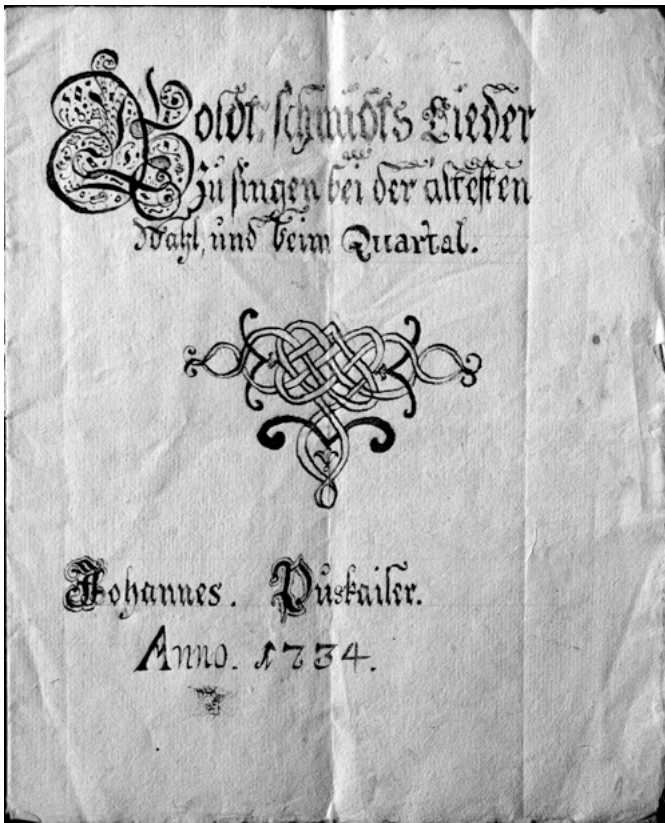 Goldt,schmidts Lieder
Zu singen bei der altesten
Wahl, und beim Quartal.
Johannes. Puskailer.
Anno. 1734.